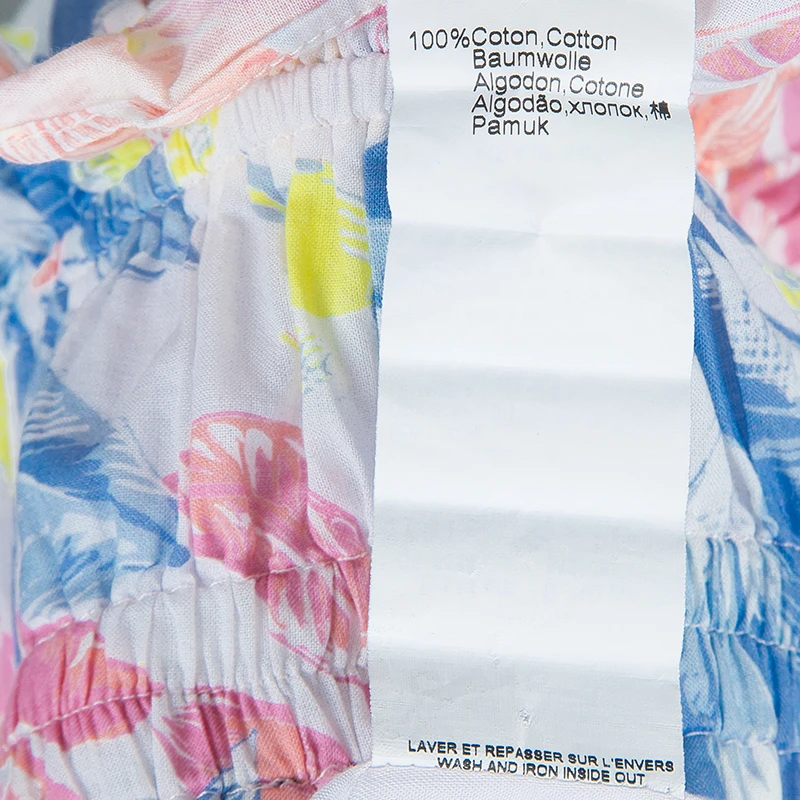 100%Coton,Cotton
Baumwolle
Algodon,Cotone
Algodão,хлопок,棉
Pamuk
LAVER ET REPASSER SUR L'ENVERS
WASH AND IRON INSIDE OUT